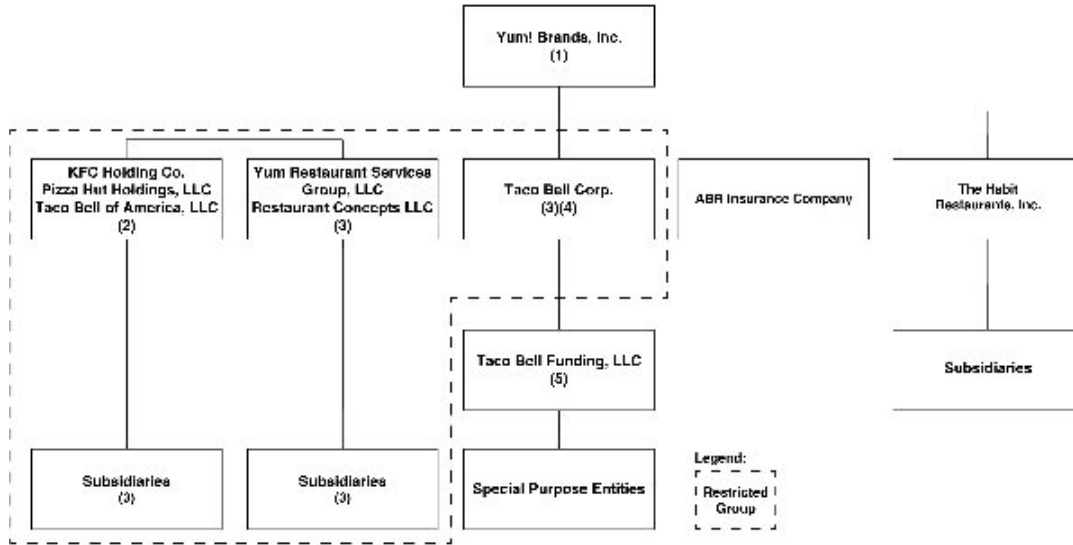 Yum! Brands, Inc.
(1)
KFC Holding Co.
Pizza Hut Holdings, LLC
Taco Bell of America, LLC
(2)
Yum Restaurant Services
Group, LLC
Restaurant Concepts LLC
(3)
Taco Bell Corp.
(3)(4)
ABR Insurance Company
The Habit
Restaurants, Inc.
Taco Bell Funding, LLC
(5)
Subsidiaries
Subsidiaries
(3)
Subsidiaries
(3)
Special Purpose Entities
Legend:
Restricted
Group